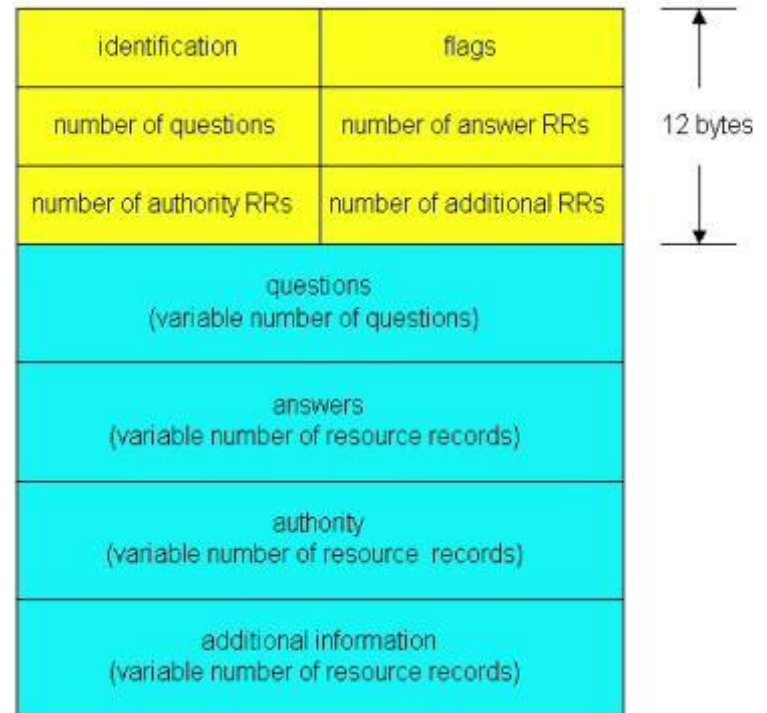 identification
flags
number of questions
number of answer RRs
12 bytes
number of authority RRs
number of additional RRs
questions
(variable number of questions)
answers
(variable number of resource records)
authority
(variable number of resource records)
additional information
(variable number of resource records)